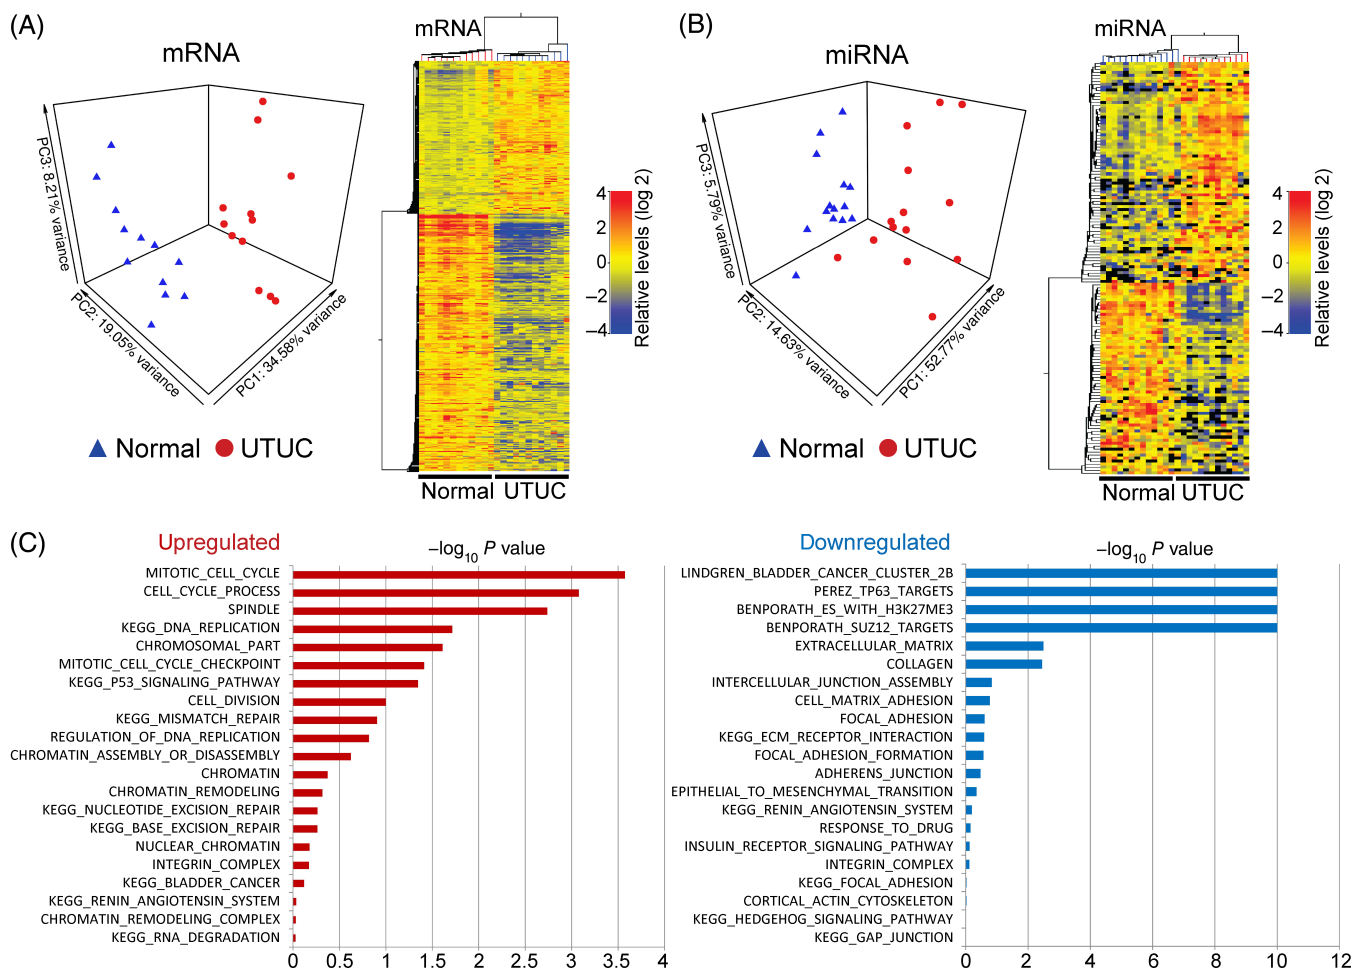 (A)
mRNA
PC3: 8.21% variance
PC2: 19.05% variance
PC1: 34.58% variance
Normal
UTUC
mRNA
4
2
0
–2
–4
Relative levels (log 2)
Normal
UTUC
(B)
miRNA
PC3: 5.79% variance
PC2: 14.63% variance
PC1: 52.77% variance
Normal
UTUC
miRNA
4
2
0
–2
–4
Relative levels (log 2)
Normal
UTUC
(C)
Upregulated
–log10 P value
MITOTIC_CELL_CYCLE
CELL_CYCLE_PROCESS
SPINDLE
KEGG_DNA_REPLICATION
CHROMOSOMAL_PART
MITOTIC_CELL_CYCLE_CHECKPOINT
KEGG_P53_SIGNALING_PATHWAY
CELL_DIVISION
KEGG_MISMATCH_REPAIR
REGULATION_OF_DNA_REPLICATION
CHROMATIN_ASSEMBLY_OR_DISASSEMBLY
CHROMATIN
CHROMATIN_REMODELING
KEGG_NUCLEOTIDE_EXCISION_REPAIR
KEGG_BASE_EXCISION_REPAIR
NUCLEAR_CHROMATIN
INTEGRIN_COMPLEX
KEGG_BLADDER_CANCER
KEGG_RENIN_ANGIOTENSIN_SYSTEM
CHROMATIN_REMODELING_COMPLEX
KEGG_RNA_DEGRADATION
0 0.5 1 1.5 2 2.5 3 3.5 4
Downregulated
–log10 P value
LINDGREN_BLADDER_CANCER_CLUSTER_2B
PEREZ_TP63_TARGETS
BENPORATH_ES_WITH_H3K27ME3
BENPORATH_SUZ12_TARGETS
EXTRACELLULAR_MATRIX
COLLAGEN
INTERCELLULAR_JUNCTION_ASSEMBLY
CELL_MATRIX_ADHESION
FOCAL_ADHESION
KEGG_ECM_RECEPTOR_INTERACTION
FOCAL_ADHESION_FORMATION
ADHERENS_JUNCTION
EPITHELIAL_TO_MESENCHYMAL_TRANSITION
KEGG_RENIN_ANGIOTENSIN_SYSTEM
RESPONSE_TO_DRUG
INSULIN_RECEPTOR_SIGNALING_PATHWAY
INTEGRIN_COMPLEX
KEGG_FOCAL_ADHESION
CORTICAL_ACTIN_CYTOSKELETON
KEGG_HEDGEHOG_SIGNALING_PATHWAY
KEGG_GAP_JUNCTION
0 2 4 6 8 10 12